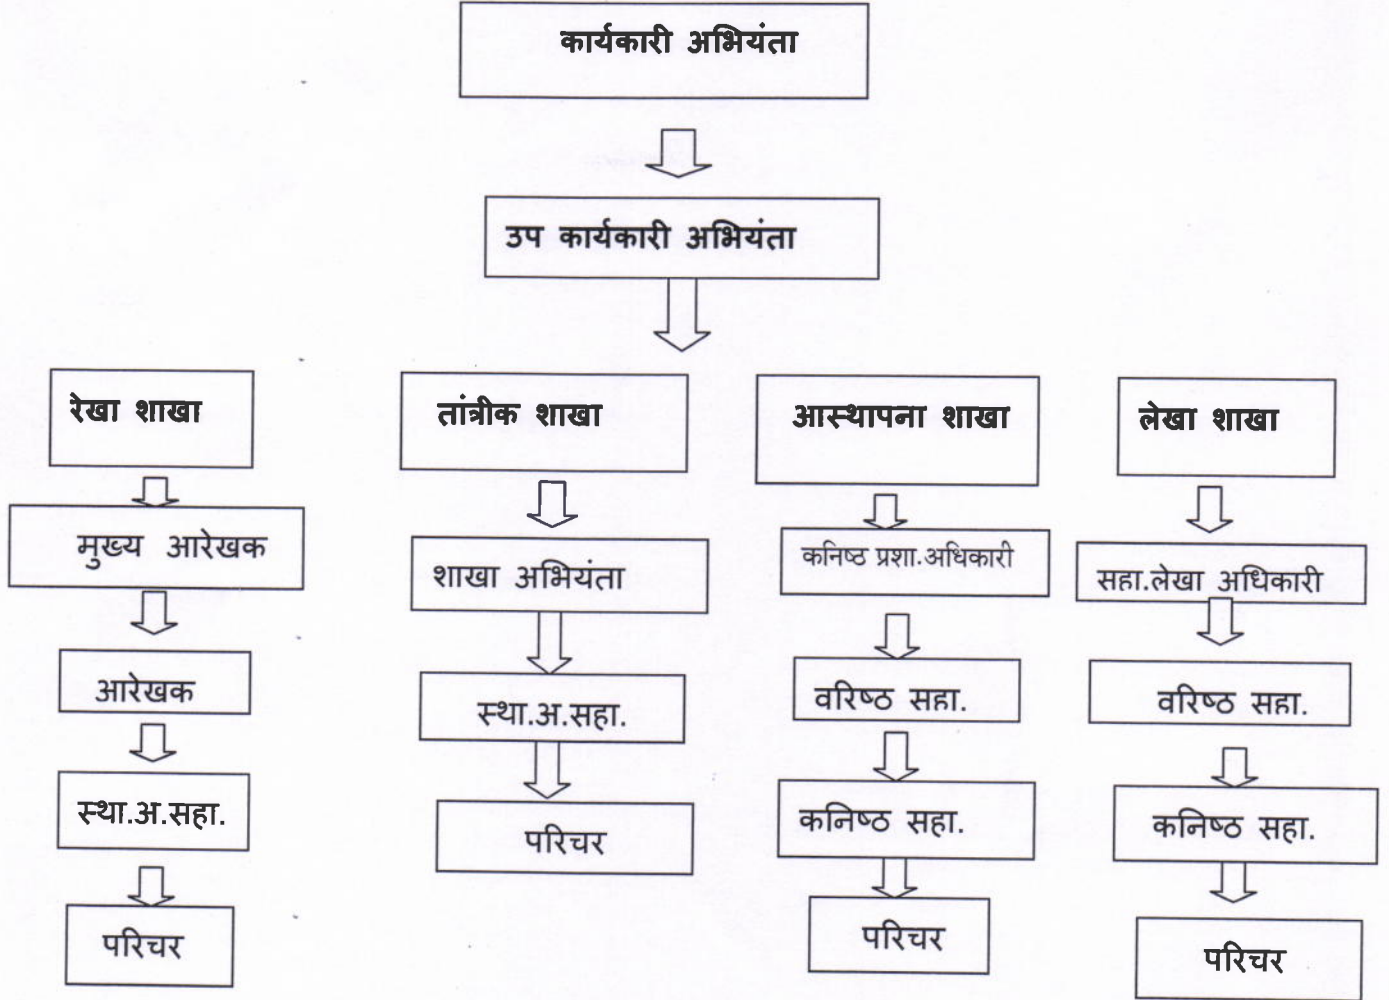 कार्यकारी अभियंता
उप कार्यकारी अभियंता
रेखा शाखा
तांत्रीक शाखा
आस्थापना शाखा
लेखा शाखा
मुख्य आरेखक
शाखा अभियंता
कनिष्ठ प्रशा.अधिकारी
सहा.लेखा अधिकारी
आरेखक
स्था.अ.सहा.
वरिष्ठ सहा.
वरिष्ठ सहा.
स्था.अ.सहा.
परिचर
कनिष्ठ सहा.
कनिष्ठ सहा.
परिचर
परिचर
परिचर